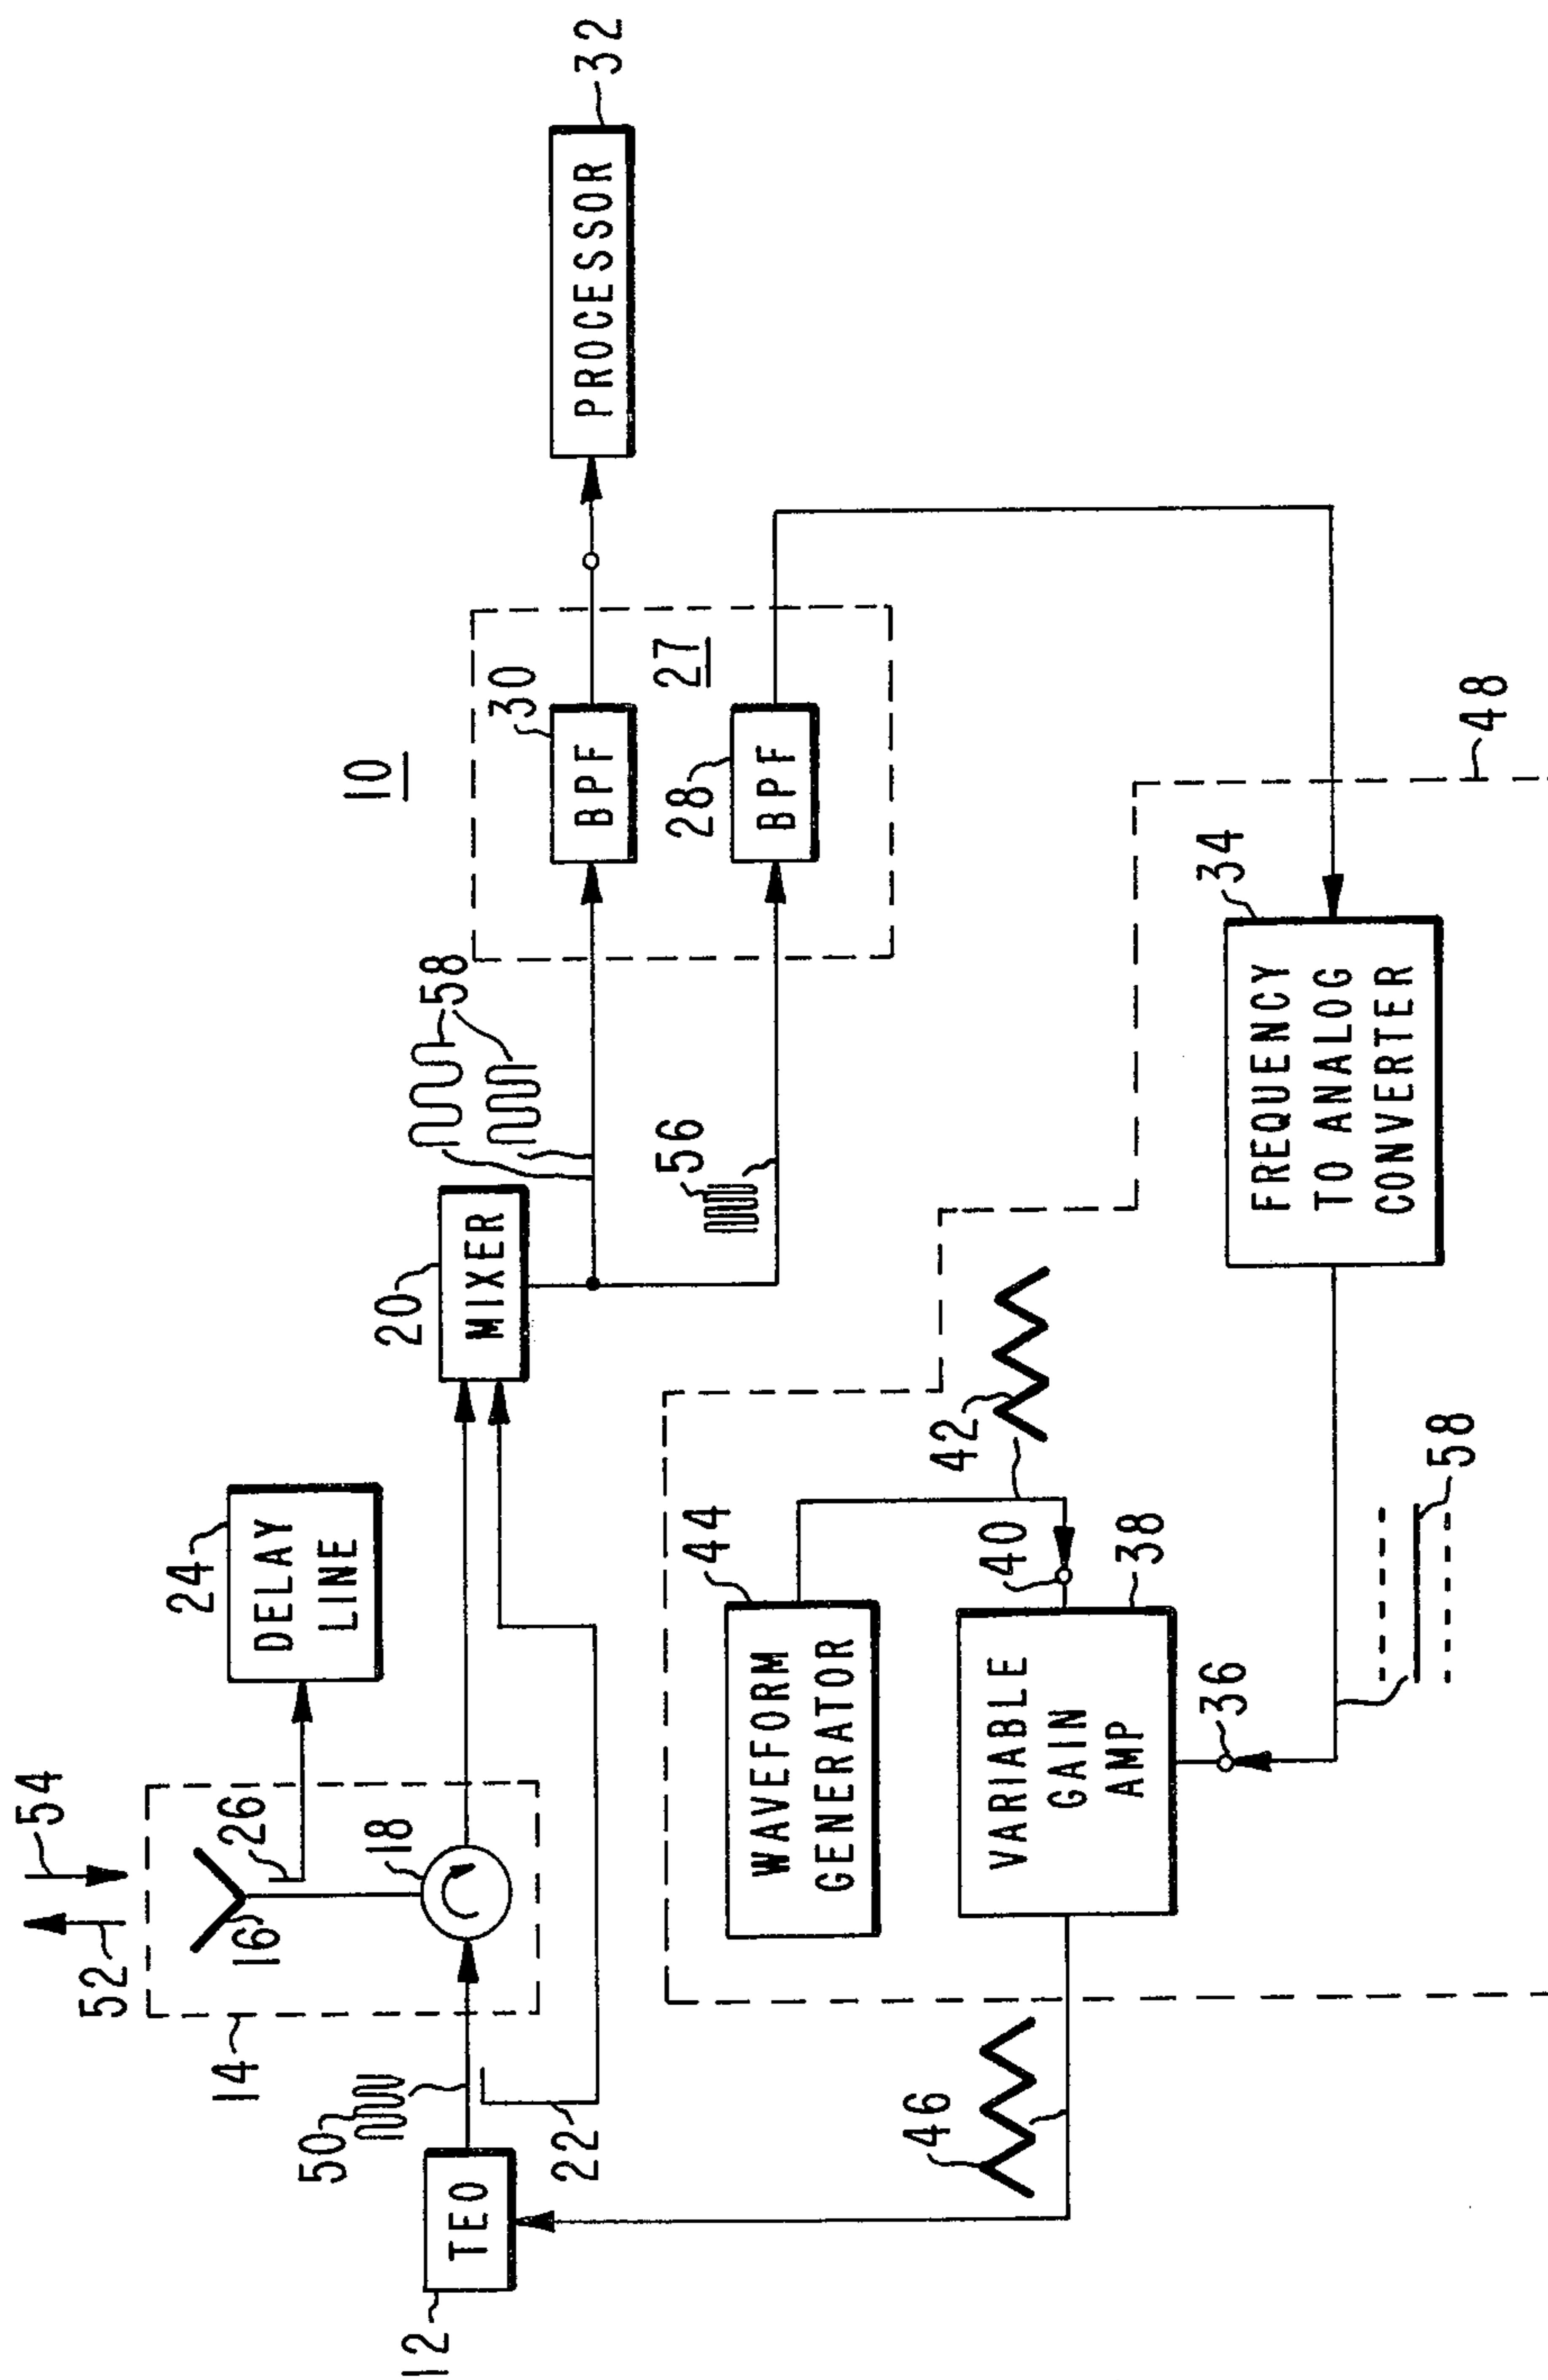 10
54
52
14
16
26
18
24
DELAY
LINE
50
12
TEO
22
20
MIXER
58
56
30
BPF
27
28
BPF
PROCESSOR
32
44
WAVEFORM
GENERATOR
42
40
46
VARIABLE
GAIN
AMP
38
36
58
34
FREQUENCY
TO ANALOG
CONVERTER
48